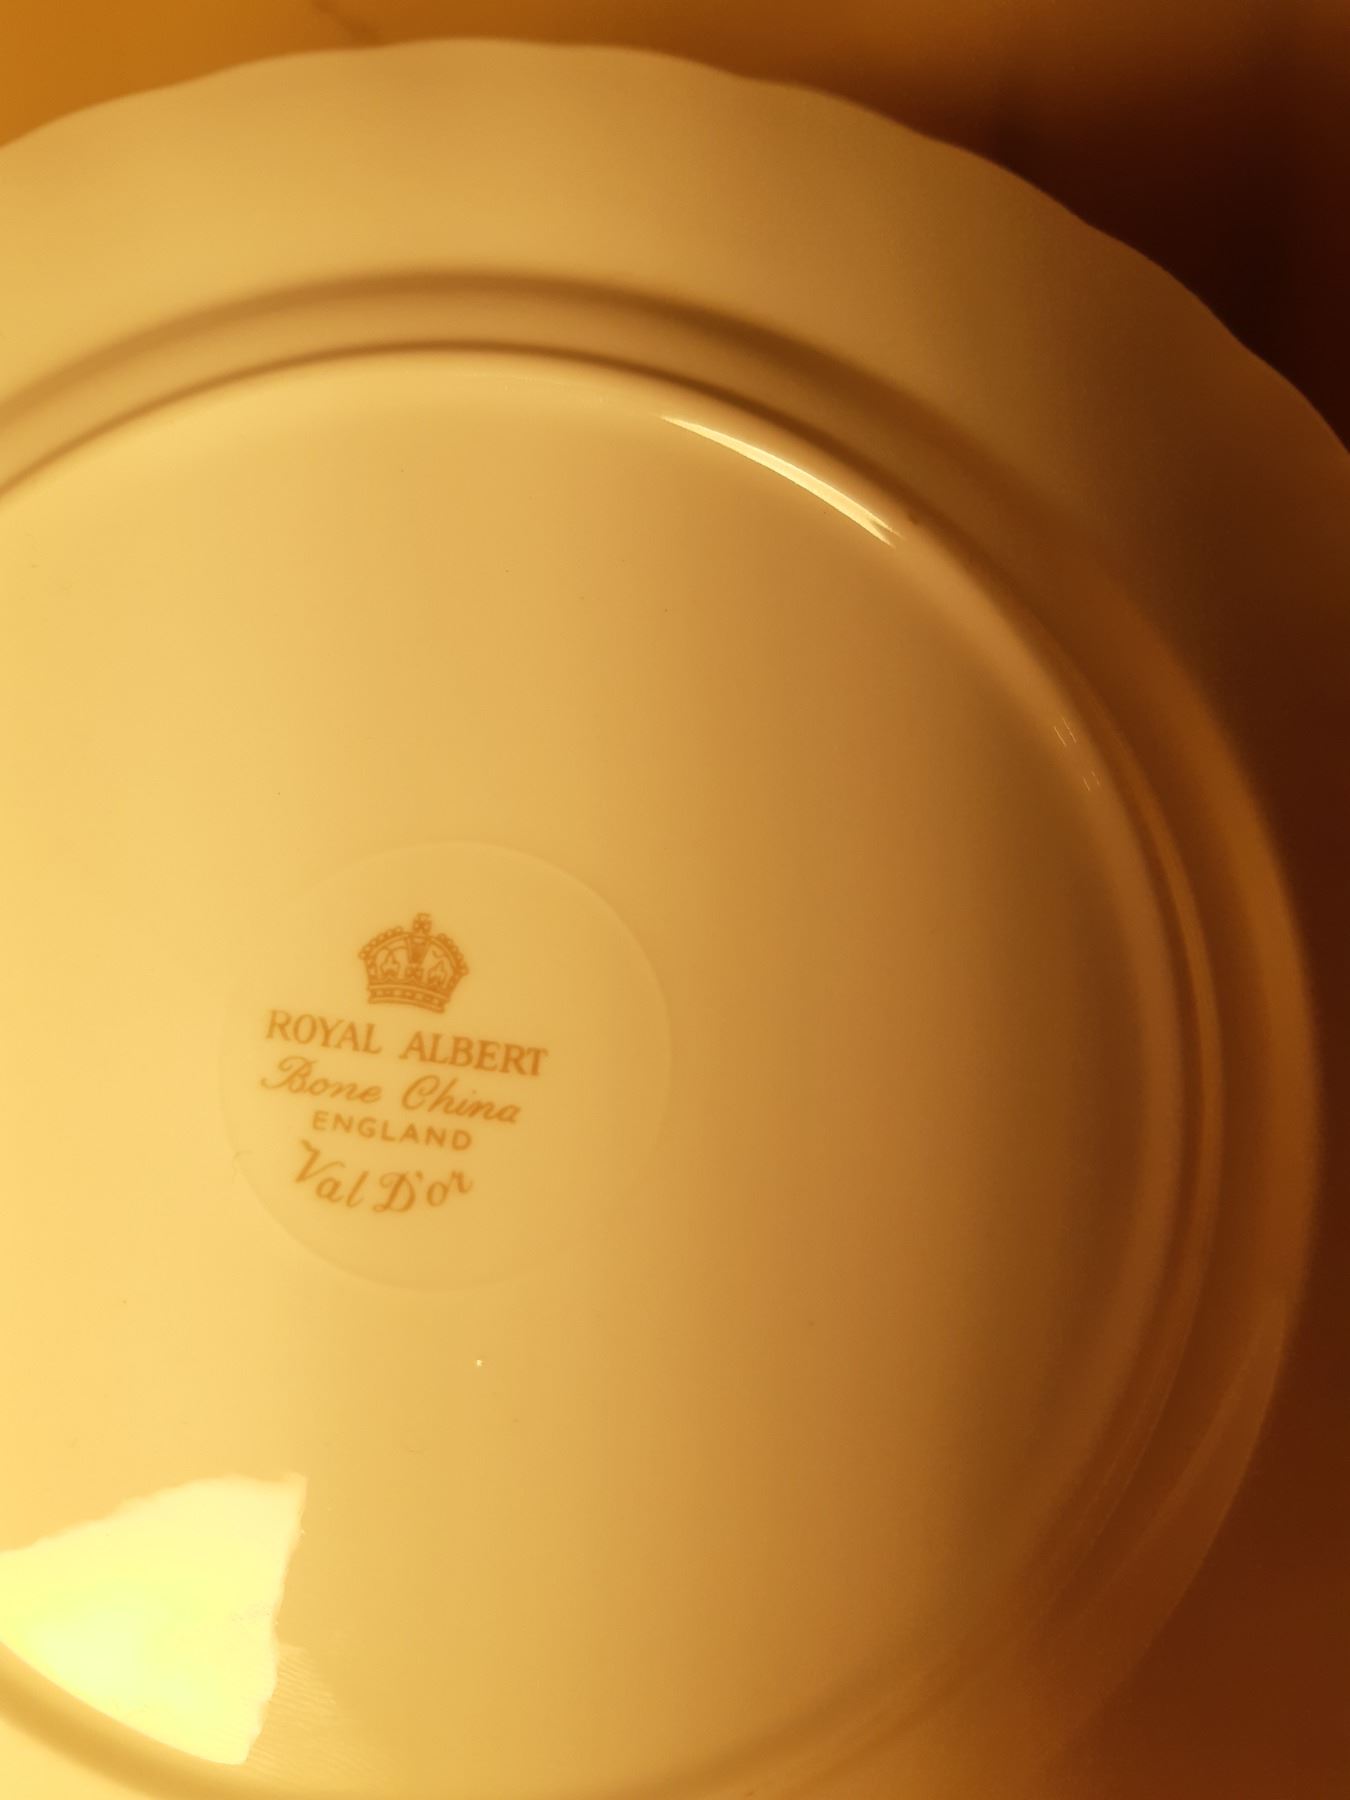 ROYAL ALBERT
Bone China
ENGLAND
Val D'or